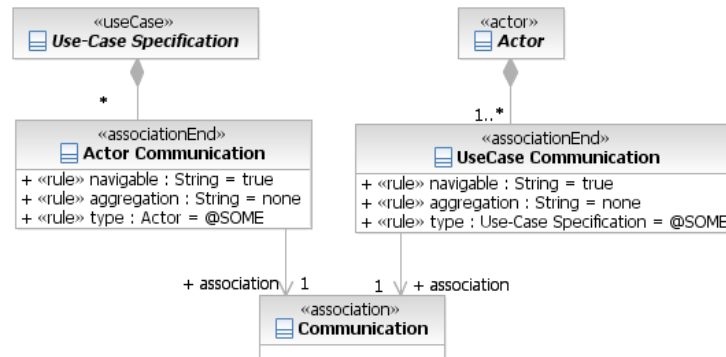 «useCase»
Use-Case Specification
«actor»
Actor
*
1..*
«associationEnd»
Actor Communication
+ «rule» navigable : String = true
+ «rule» aggregation : String = none
+ «rule» type : Actor = @SOME
«associationEnd»
UseCase Communication
+ «rule» navigable : String = true
+ «rule» aggregation : String = none
+ «rule» type : Use-Case Specification = @SOME
+ association 1
1 + association
«association»
Communication